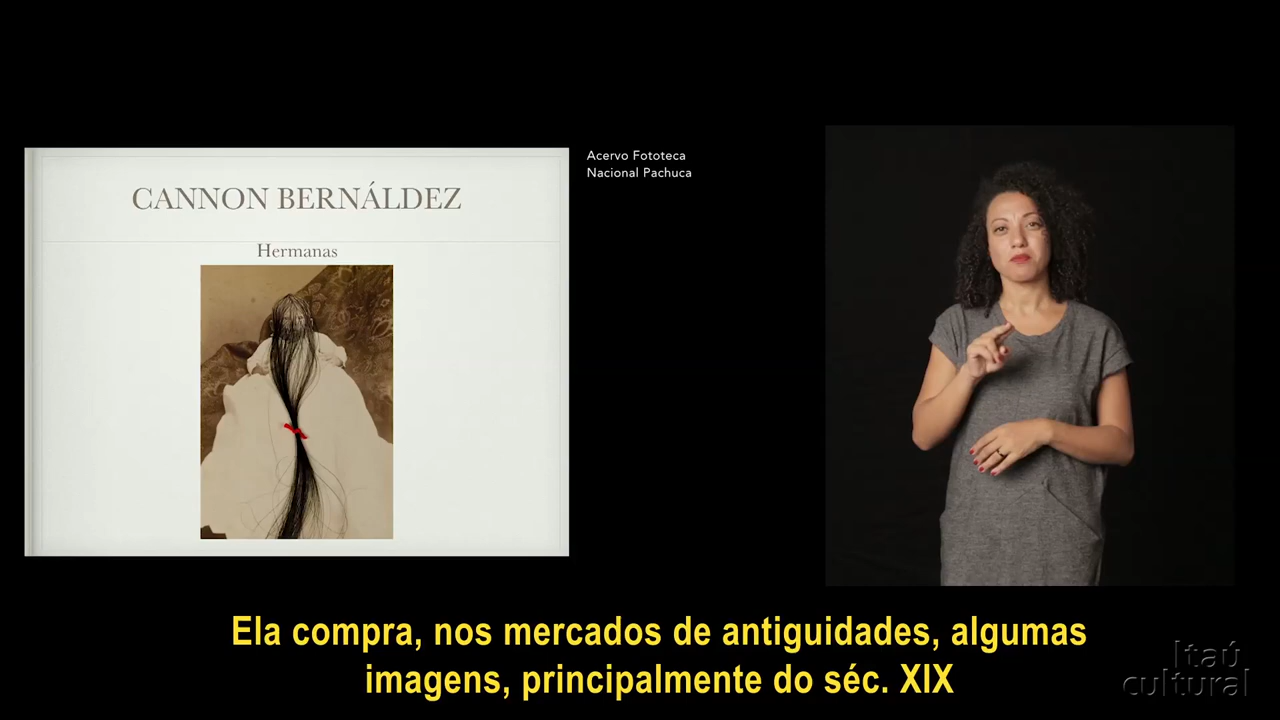 CANNON BERNÁLDEZ
Hermanas
Acervo Fototeca
Nacional Pachuca
Ela compra, nos mercados de antiguidades, algumas
imagens, principalmente do séc. XIX
Itaú
cultural